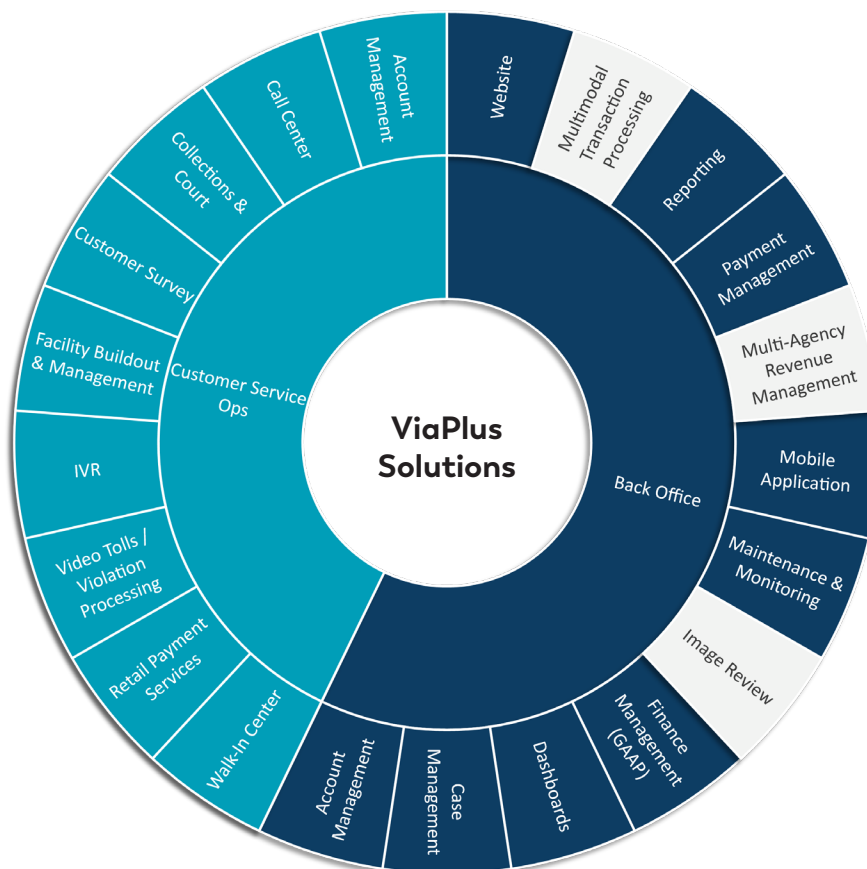 ViaPlus
Solutions
Back Office
Website
Multimodal
Transaction
Processing
Reporting
Payment
Management
Multi-Agency
Revenue
Management
Mobile
Application
Maintenance &
Monitoring
Image Review
Finance
Management
(GAAP)
Dashboards
Case
Management
Account
Management
Customer Service
Ops
Walk-In Center
Retail Payment
Services
Video Tolls /
Violation
Processing
IVR
Facility Buildout
& Management
Customer Survey
Collections &
Court
Call Center
Account
Management